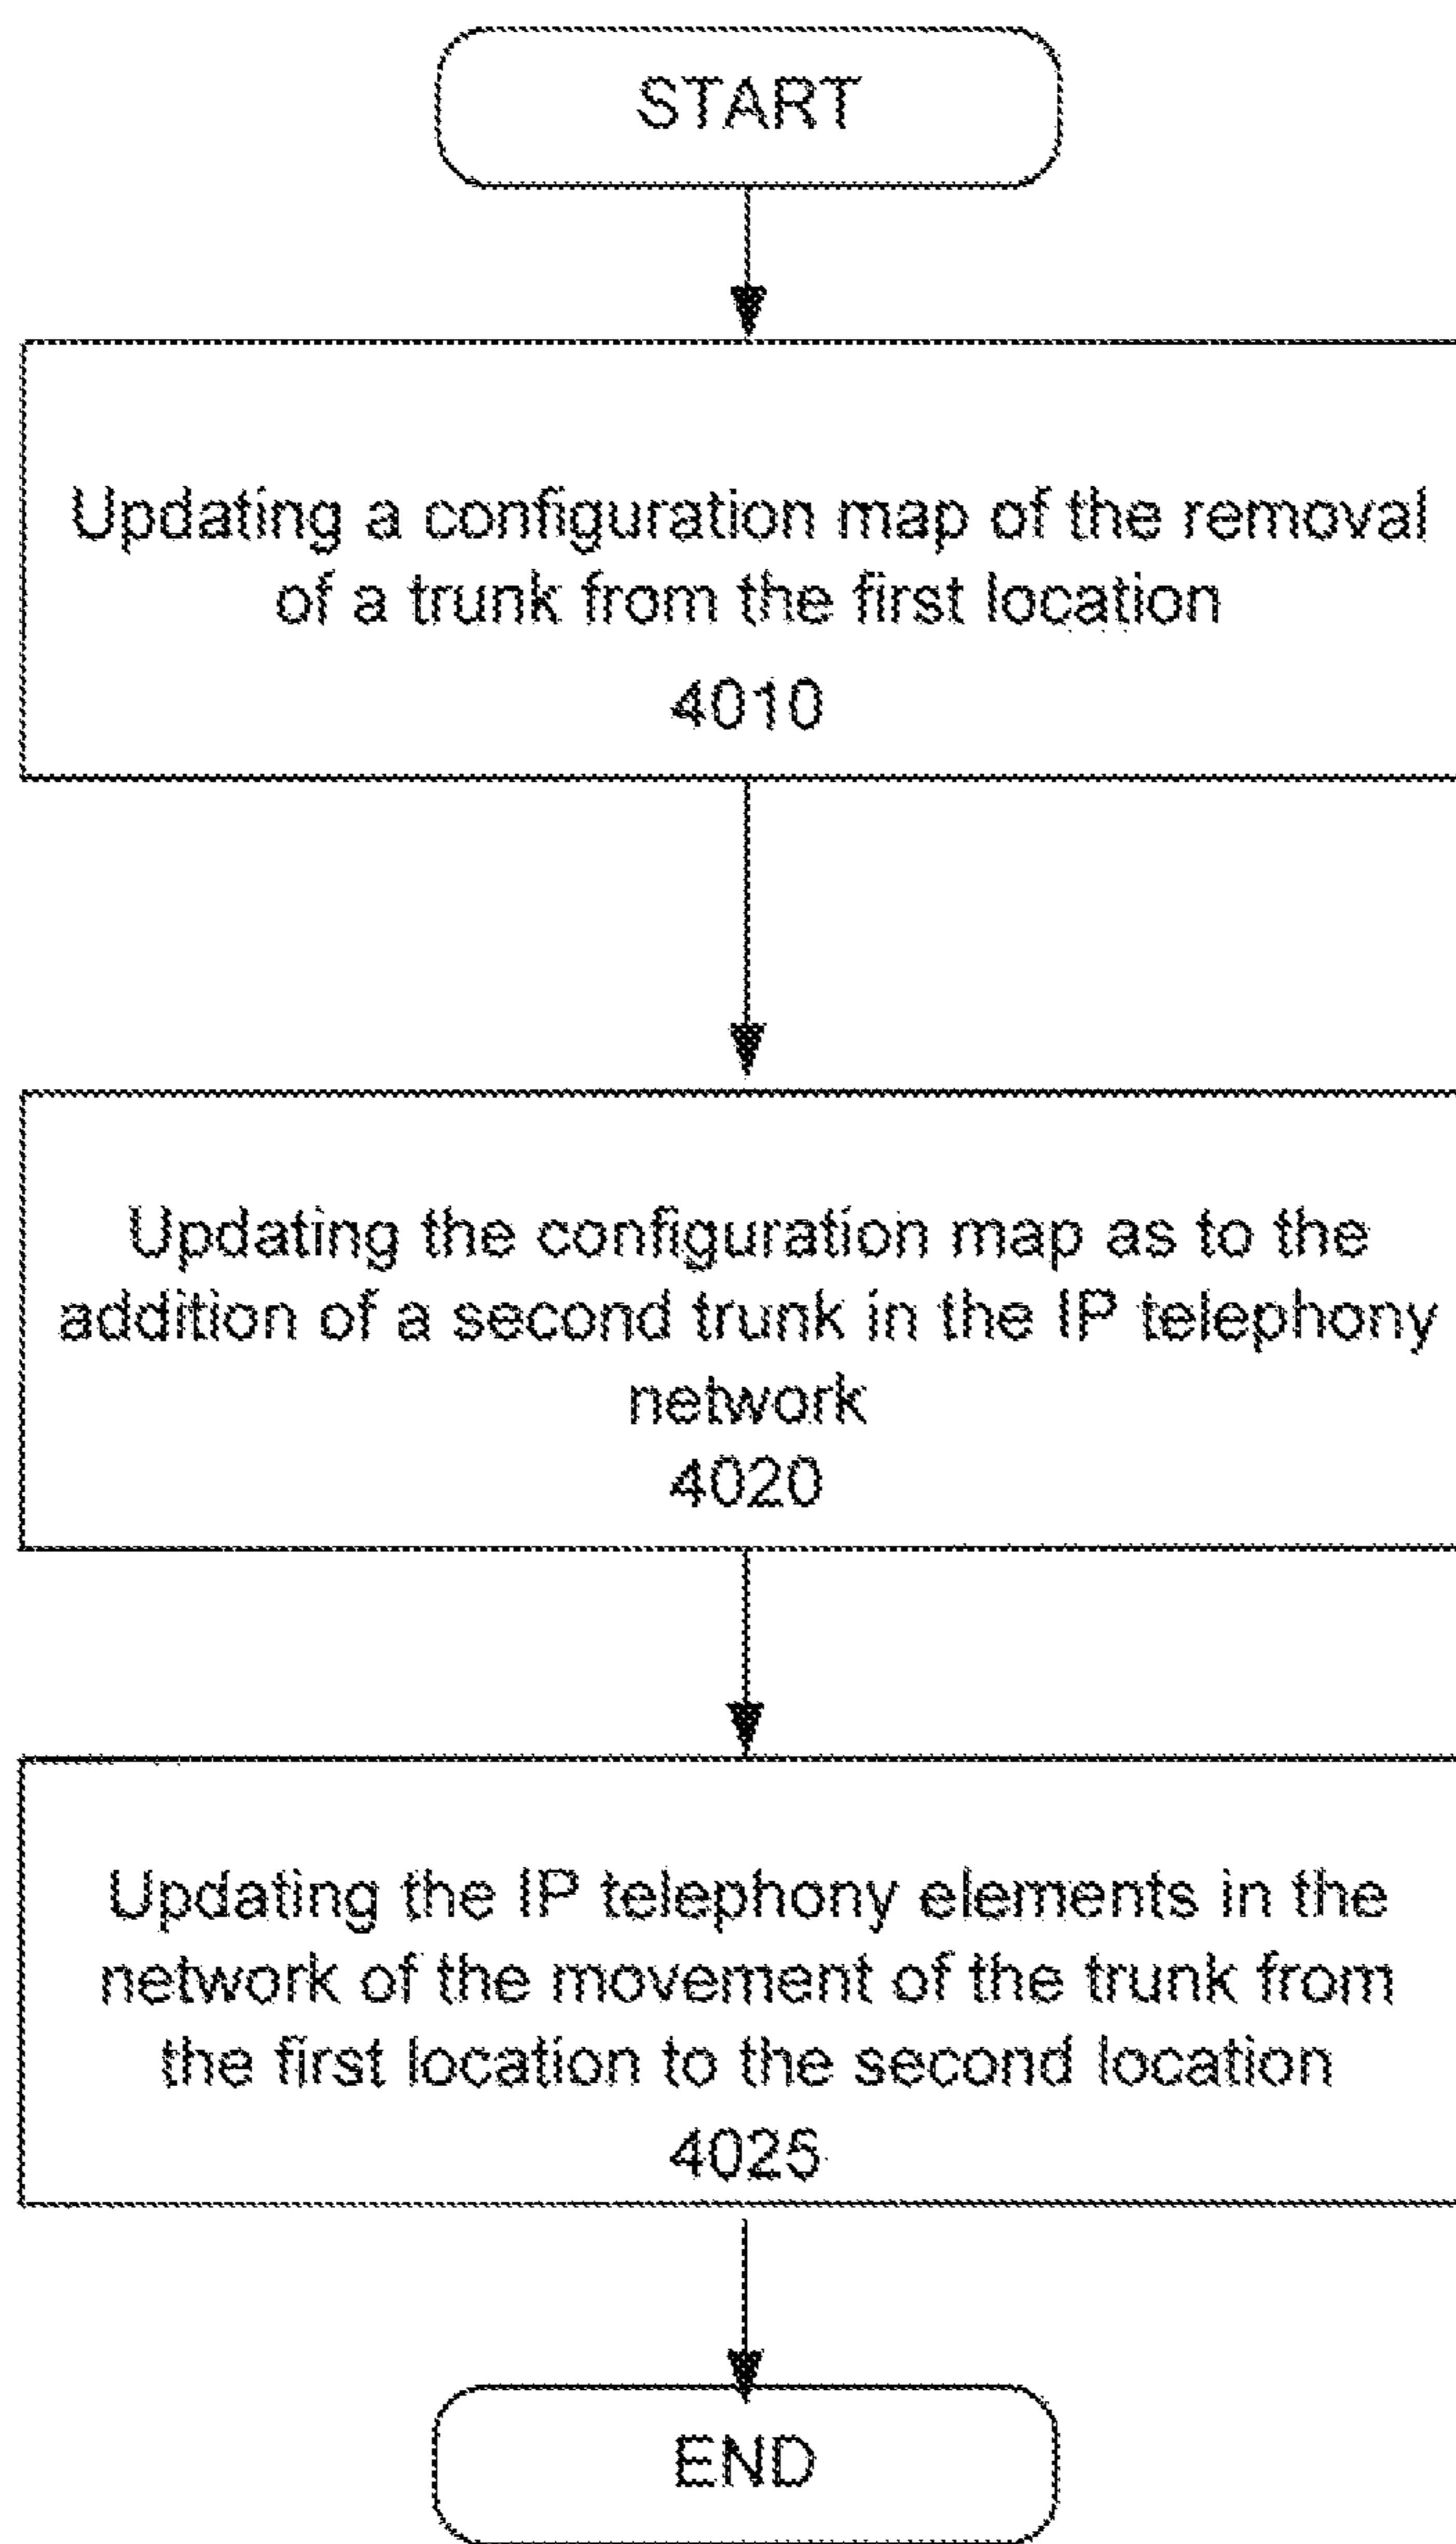 START
Updating a configuration map of the removal
of a trunk from the first location
4010
Updating the configuration map as to the
addition of a second trunk in the IP telephony
network
4020
Updating the IP telephony elements in the
network of the movement of the trunk from
the first location to the second location
4025
END